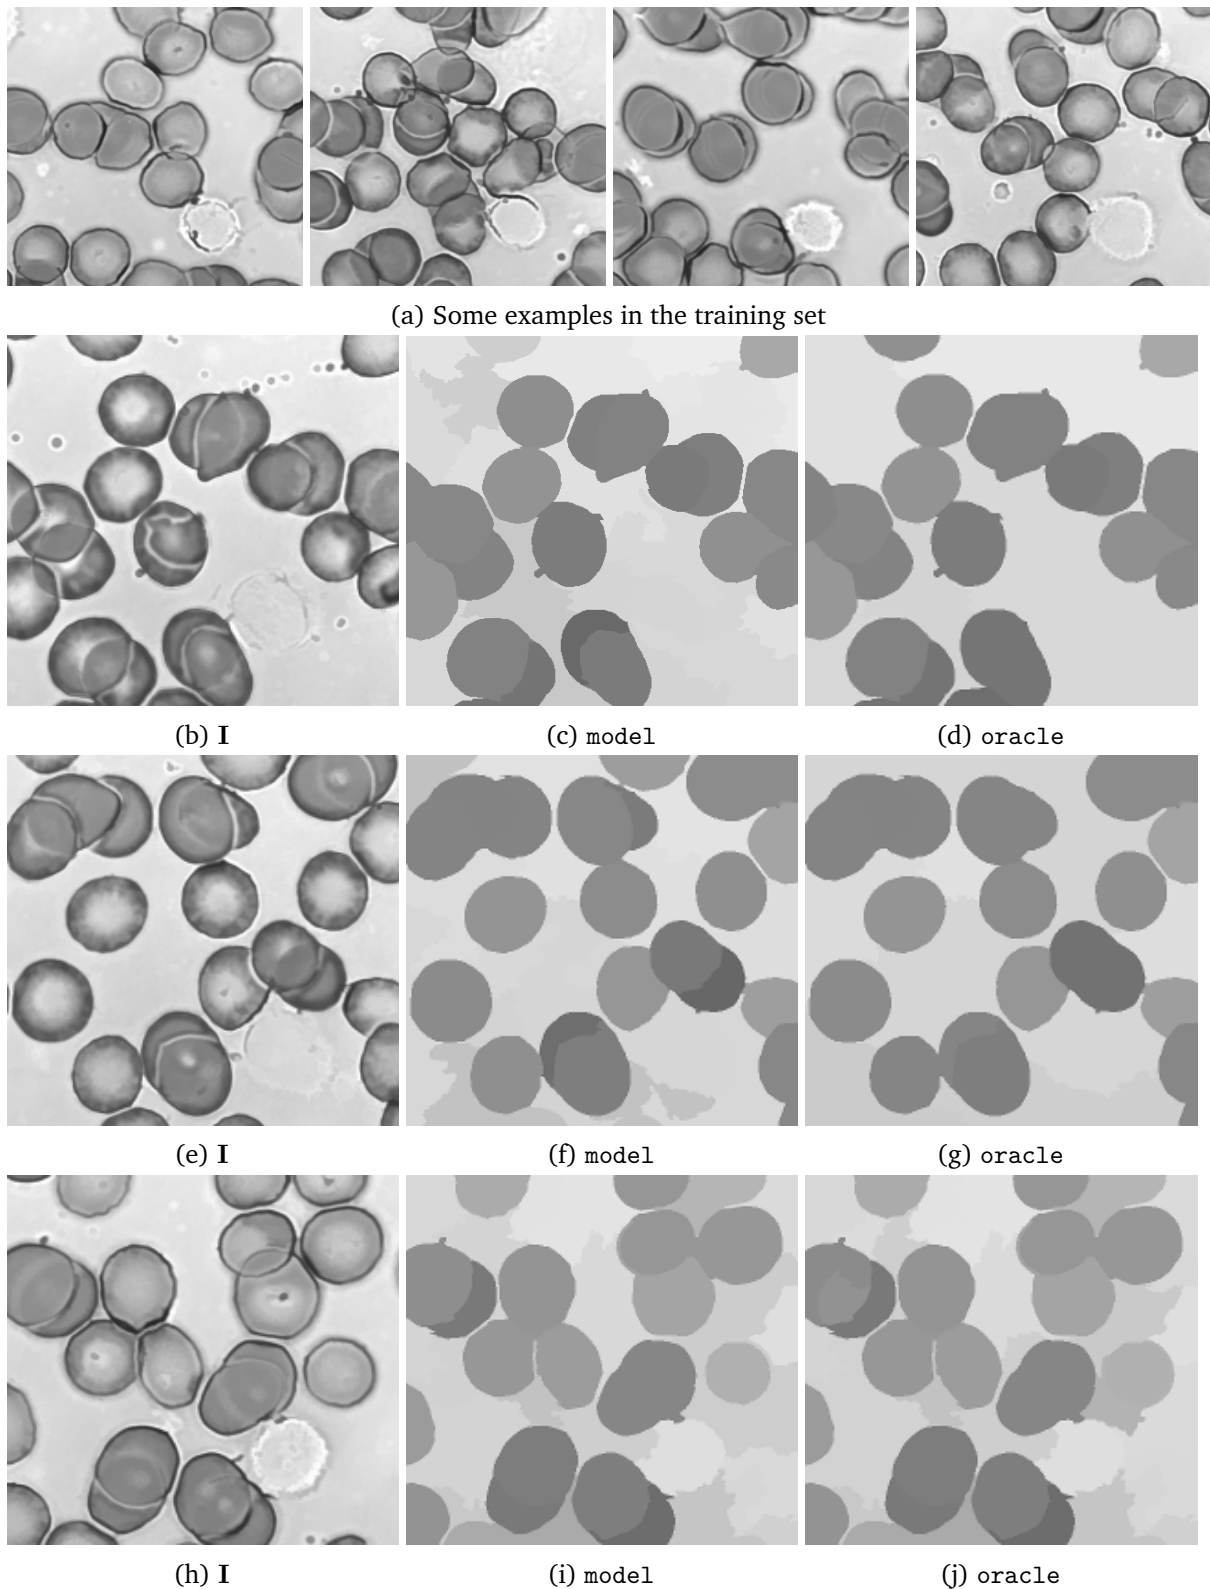 (a) Some examples in the training set
(b) I
(c) model
(d) oracle
(e) I
(f) model
(g) oracle
(h) I
(i) model
(j) oracle